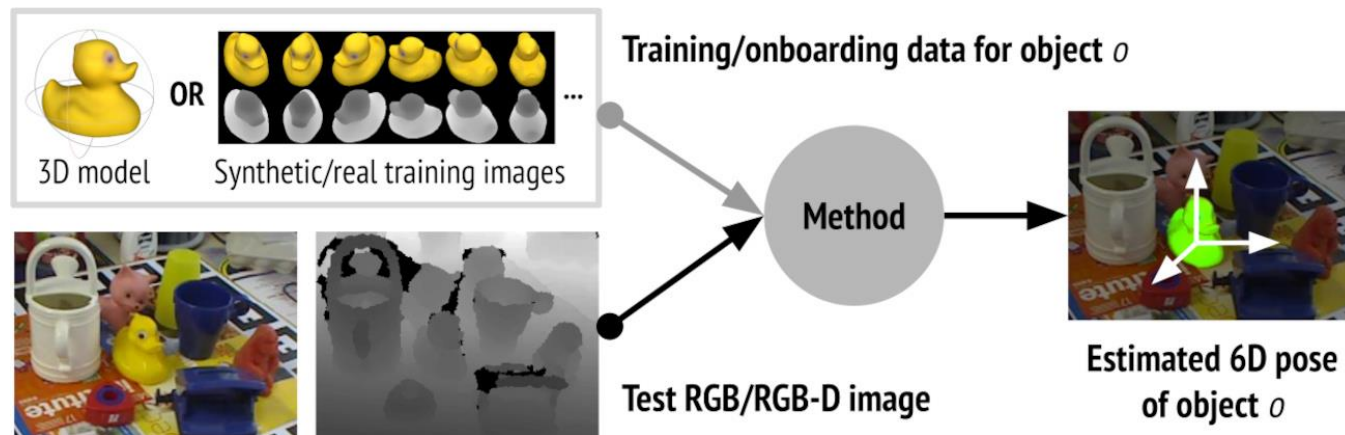 Training/onboarding data for object o
OR
...
3D model
Synthetic/real training images
Method
Test RGB/RGB-D image
Estimated 6D pose
of object o